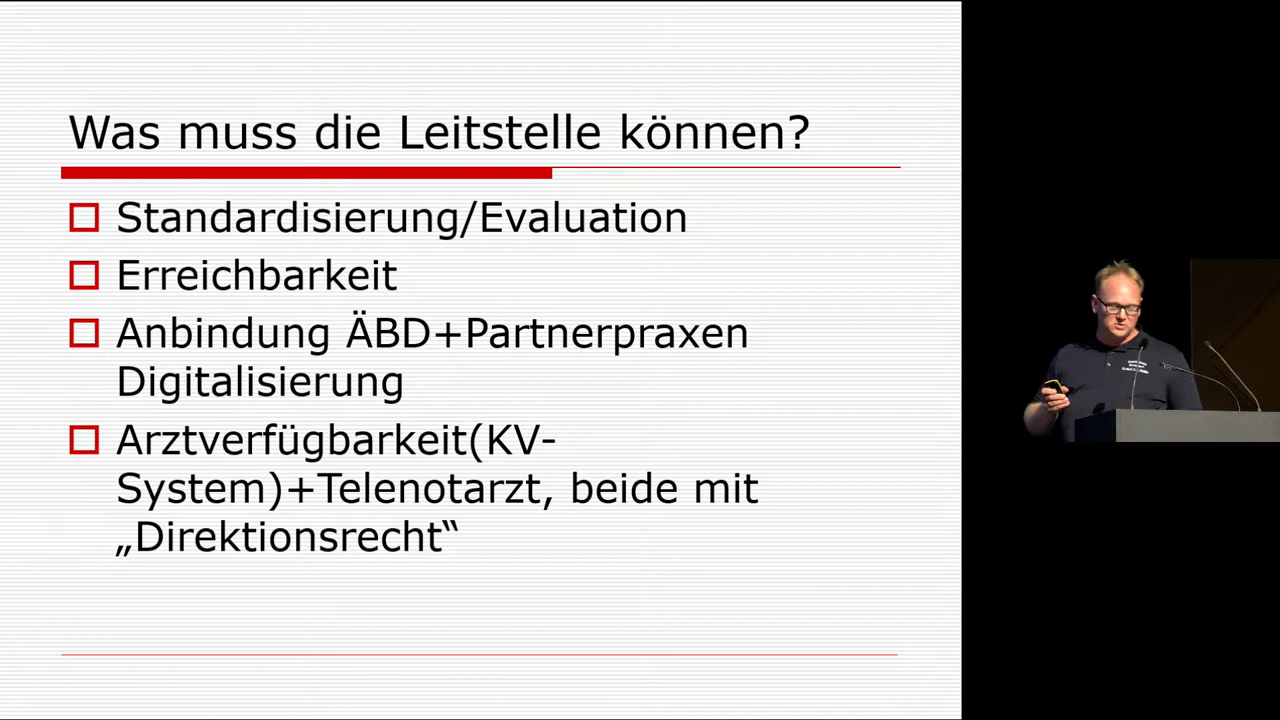 Was muss die Leitstelle können?
Standardisierung/Evaluation
Erreichbarkeit
Anbindung ÄBD+Partnerpraxen
Digitalisierung
Arztverfügbarkeit(KV-
System)+Telenotarzt, beide mit
„Direktionsrecht“